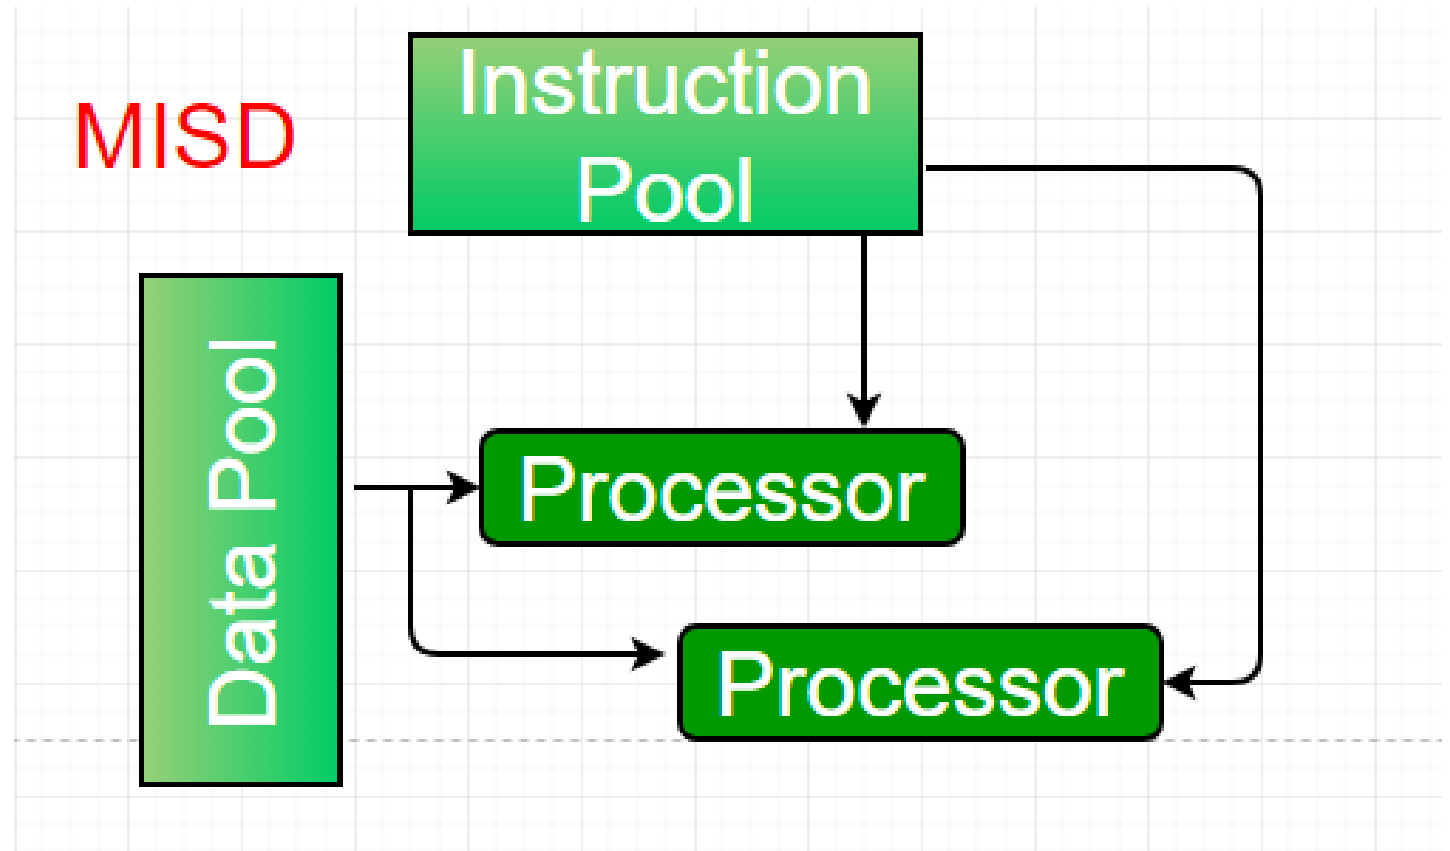 MISD
Instruction
Pool
Data Pool
Processor
Processor